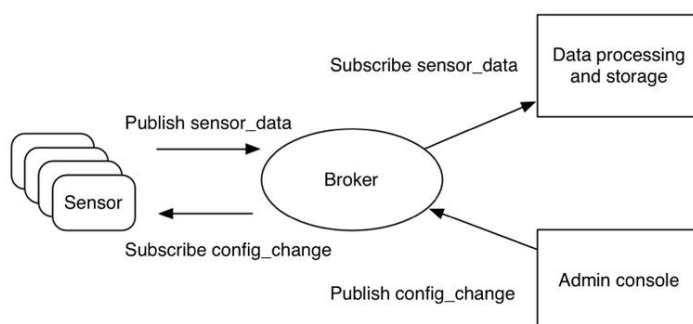 Data processing
and storage
Subscribe sensor_data
Publish sensor_data
Broker
Sensor
Subscribe config_change
Admin console
Publish config_change